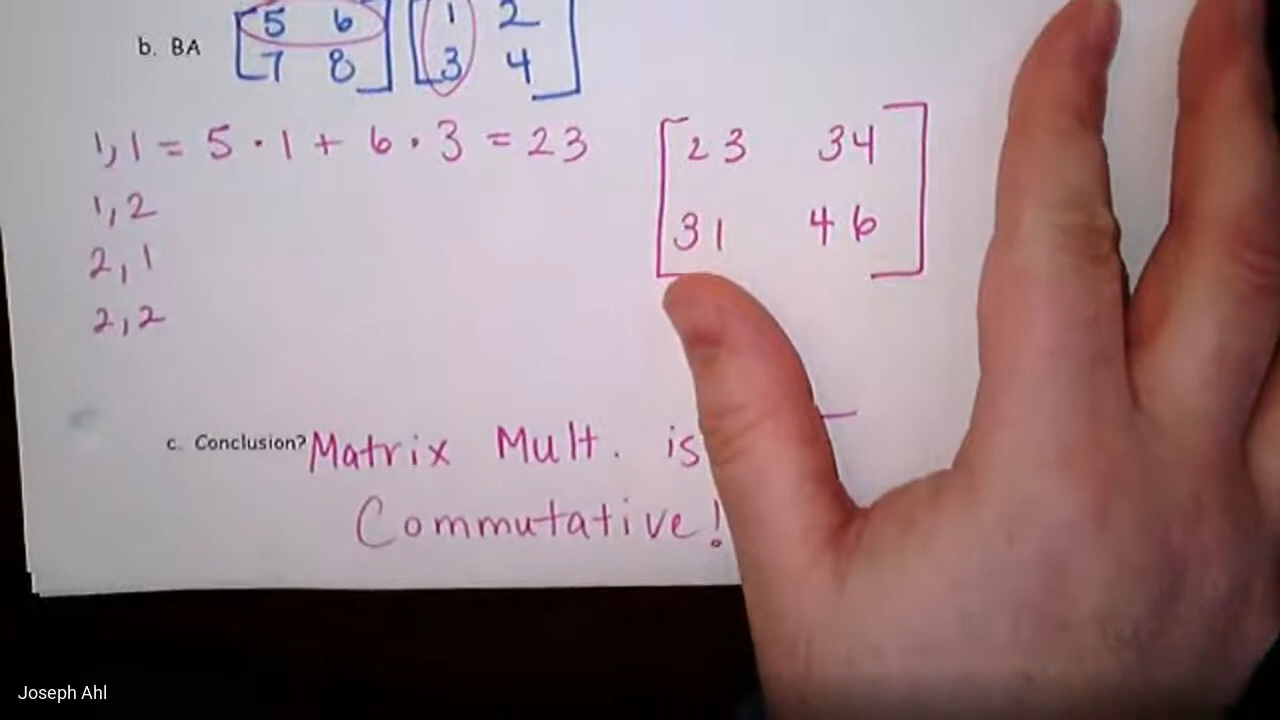 b. BA [5 6 [1 2
7 8] 3 4]
1,1 = 5 · 1 + 6 · 3 = 23 [23 34]
1,2 31 46
2,1
2,2
c. Conclusion? Matrix Mult. is
Commutative!
Joseph Ahl